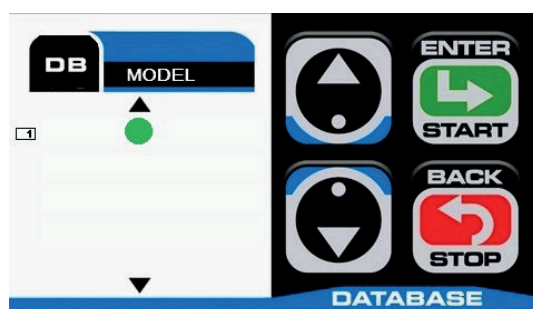 DB
MODEL
1
ENTER
START
BACK
STOP
DATABASE